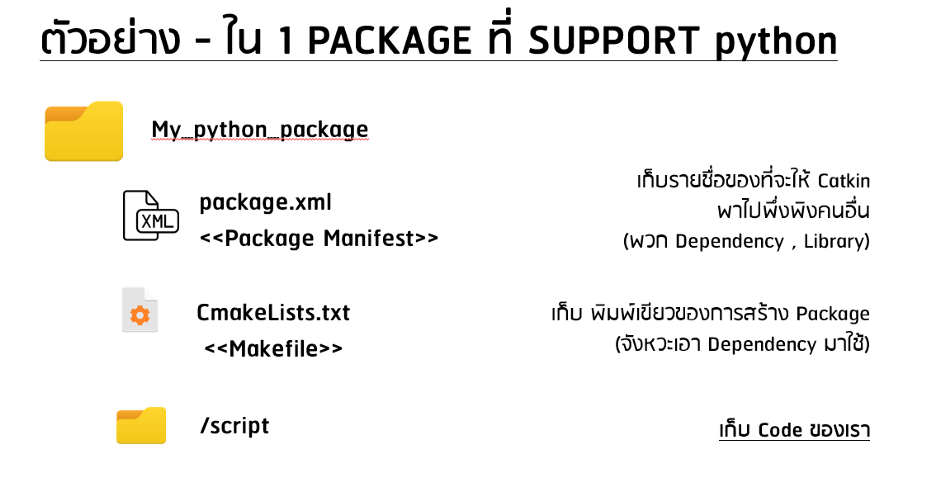 ตัวอย่าง - ใน 1 PACKAGE ที่ SUPPORT python
My_python_package
package.xml
<<Package Manifest>>
XML
เก็บรายชื่อของที่จะให้ Catkin
พาไปพึ่งพิงคนอื่น
(พวก Dependency , Library)
CmakeLists.txt
<<Makefile>>
เก็บ พิมพ์เขียวของการสร้าง Package
(จังหวะเอา Dependency มาใช้)
/script
เก็บ Code ของเรา